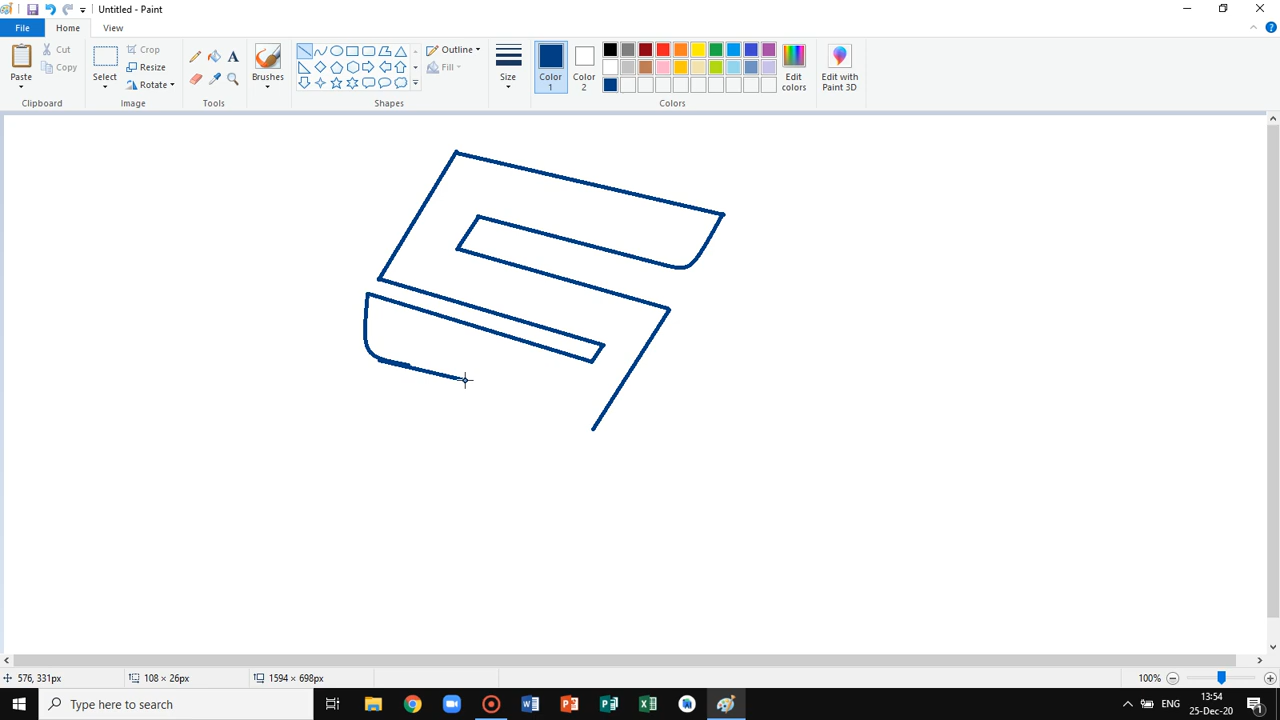 Untitled - Paint
File
Home
View
Paste
Cut
Copy
Clipboard
Select
Crop
Resize
Rotate
Image
Tools
Brushes
Shapes
Outline
Fill
Size
Color 1
Color 2
Colors
Edit colors
Edit with Paint 3D
576, 331px
108 × 26px
1594 × 698px
100%
Type here to search
ENG
13:54
25-Dec-20